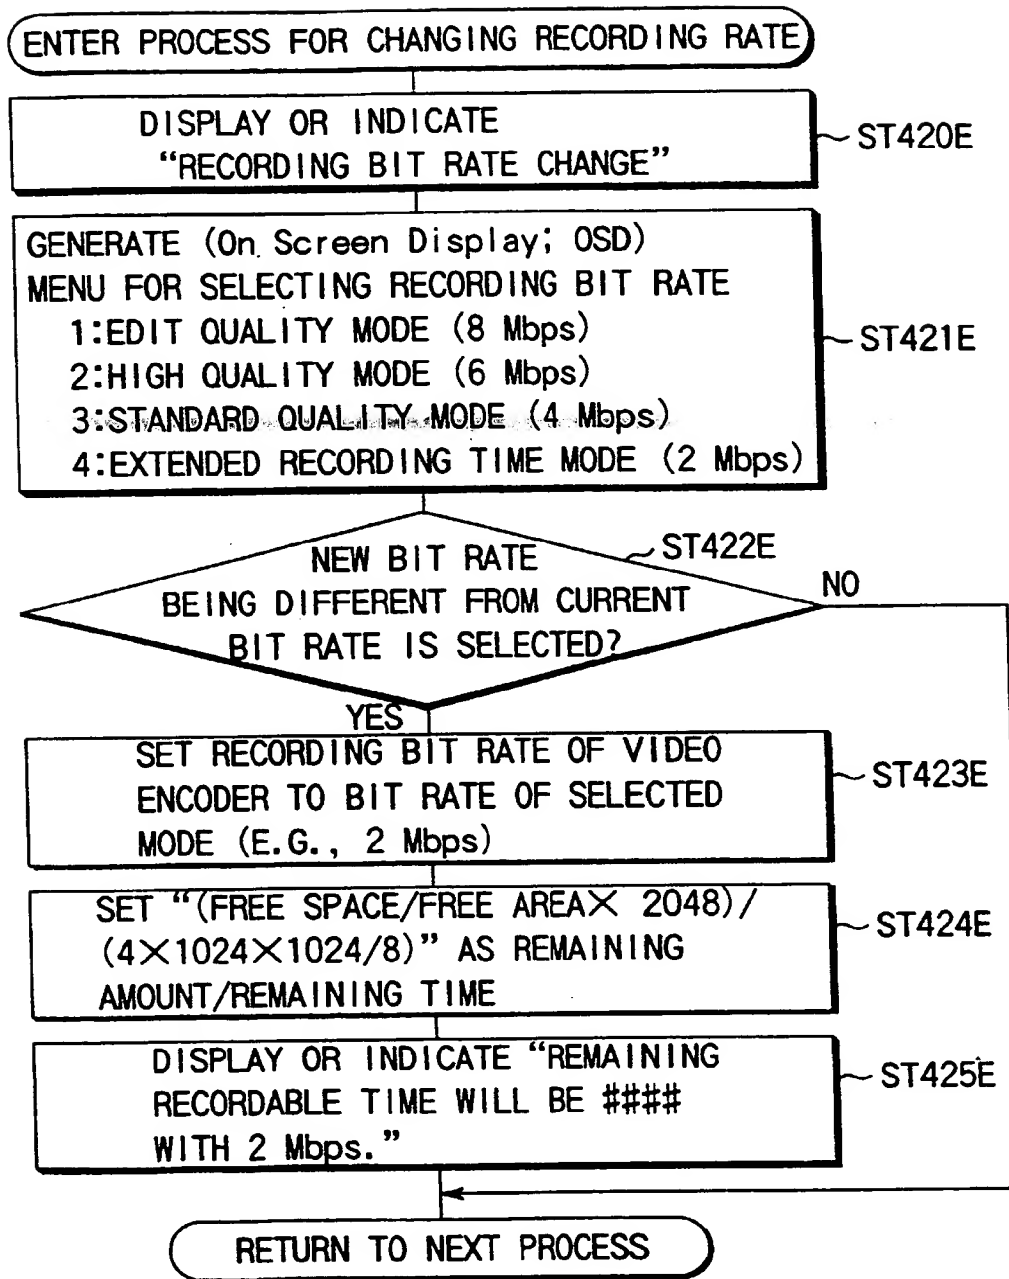 ENTER PROCESS FOR CHANGING RECORDING RATE
DISPLAY OR INDICATE
“RECORDING BIT RATE CHANGE”
ST420E
GENERATE (On Screen Display; OSD)
MENU FOR SELECTING RECORDING BIT RATE
1:EDIT QUALITY MODE (8 Mbps)
2:HIGH QUALITY MODE (6 Mbps)
3:STANDARD QUALITY MODE (4 Mbps)
4:EXTENDED RECORDING TIME MODE (2 Mbps)
ST421E
NEW BIT RATE
BEING DIFFERENT FROM CURRENT
BIT RATE IS SELECTED?
ST422E
NO
YES
SET RECORDING BIT RATE OF VIDEO
ENCODER TO BIT RATE OF SELECTED
MODE (E.G., 2 Mbps)
ST423E
SET “(FREE SPACE/FREE AREA× 2048)/
(4×1024×1024/8)” AS REMAINING
AMOUNT/REMAINING TIME
ST424E
DISPLAY OR INDICATE “REMAINING
RECORDABLE TIME WILL BE ####
WITH 2 Mbps.”
ST425E
RETURN TO NEXT PROCESS